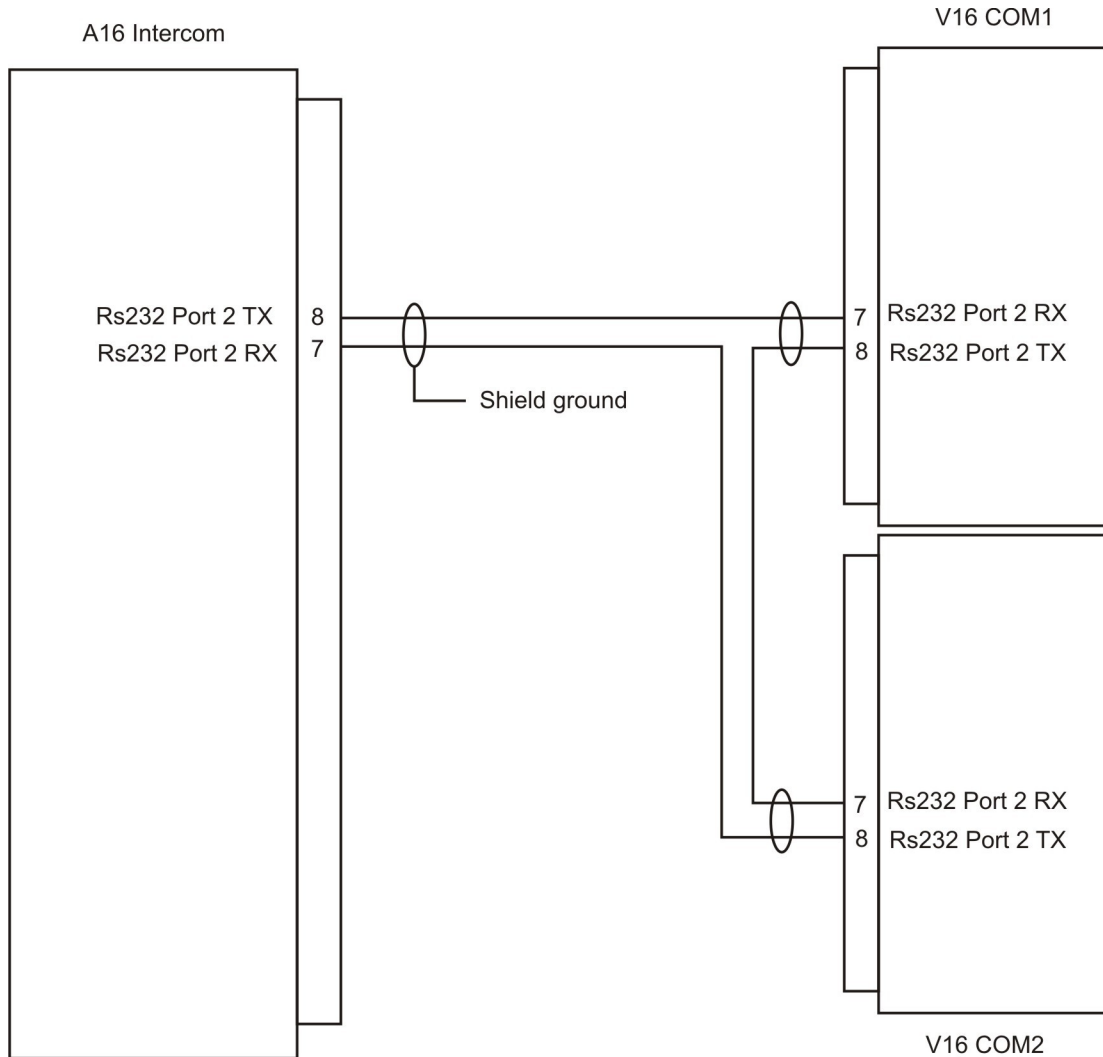 A16 Intercom
V16 COM1
Rs232 Port 2 TX 8
Rs232 Port 2 RX 7
7 Rs232 Port 2 RX
8 Rs232 Port 2 TX
Shield ground
7 Rs232 Port 2 RX
8 Rs232 Port 2 TX
V16 COM2